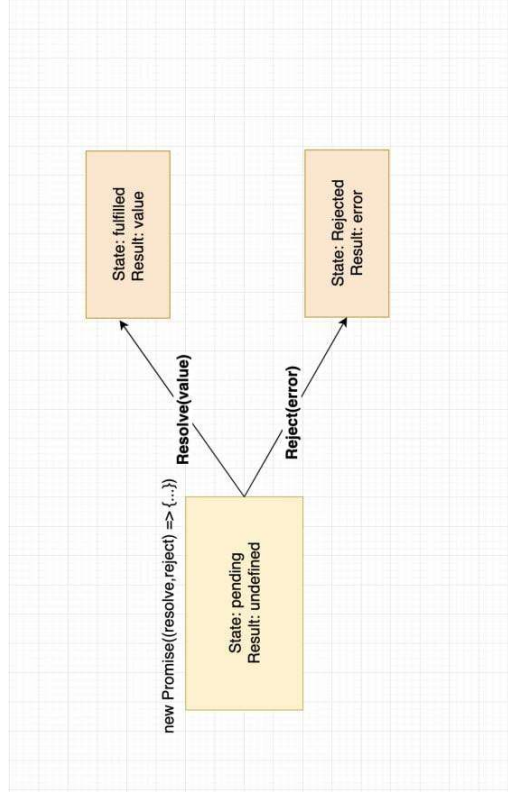 new Promise((resolve,reject) => {...})
State: pending
Result: undefined
Resolve(value)
State: fulfilled
Result: value
Reject(error)
State: Rejected
Result: error